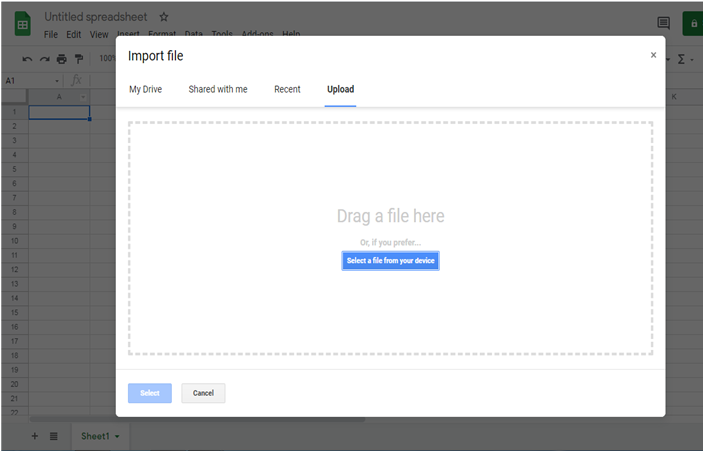 Untitled spreadsheet
File Edit View Insert Format Data Tools Add-ons Help
100%
Import file
×
A1
fx
My Drive Shared with me Recent Upload
A
K
1
2
3
4
5
6
7
8
9
10
11
12
13
14
15
16
17
18
19
20
21
22
Drag a file here
Or, if you prefer...
Select a file from your device
Select Cancel
Sheet1